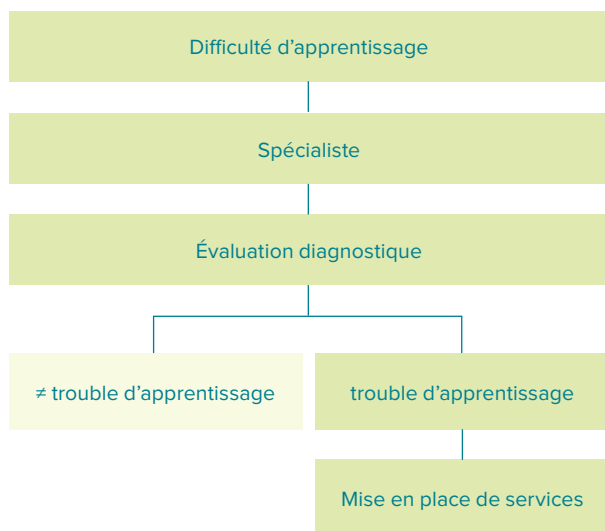 Difficulté d’apprentissage
Spécialiste
Évaluation diagnostique
≠ trouble d’apprentissage
trouble d’apprentissage
Mise en place de services